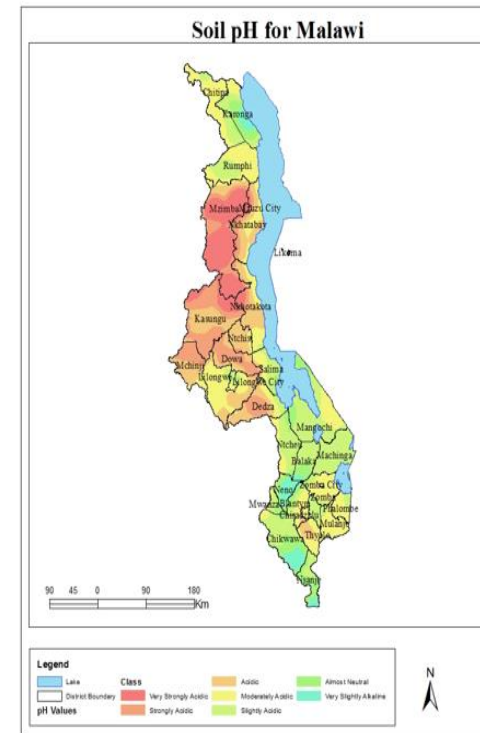 Soil pH for Malawi
Chitipa
Karonga
Rumphi
Mzimba
Mzuzu City
Nkhatabay
Likoma
Nkhotakota
Kasungu
Ntchisi
Dowa
Mchinji
Salima
Lilongwe
Lilongwe City
Dedza
Mangochi
Ntcheu
Machinga
Balaka
Neno
Zomba City
Zomba
Mwanza
Blantyre
Phalombe
Mulanje
Thyolo
Chikwawa
Nsanje
90 45 0 90 180
Km
Legend
Lake
District Boundary
pH Values
Class
Very Strongly Acidic
Strongly Acidic
Acidic
Moderately Acidic
Slightly Acidic
Almost Neutral
Very Slightly Alkaline
N